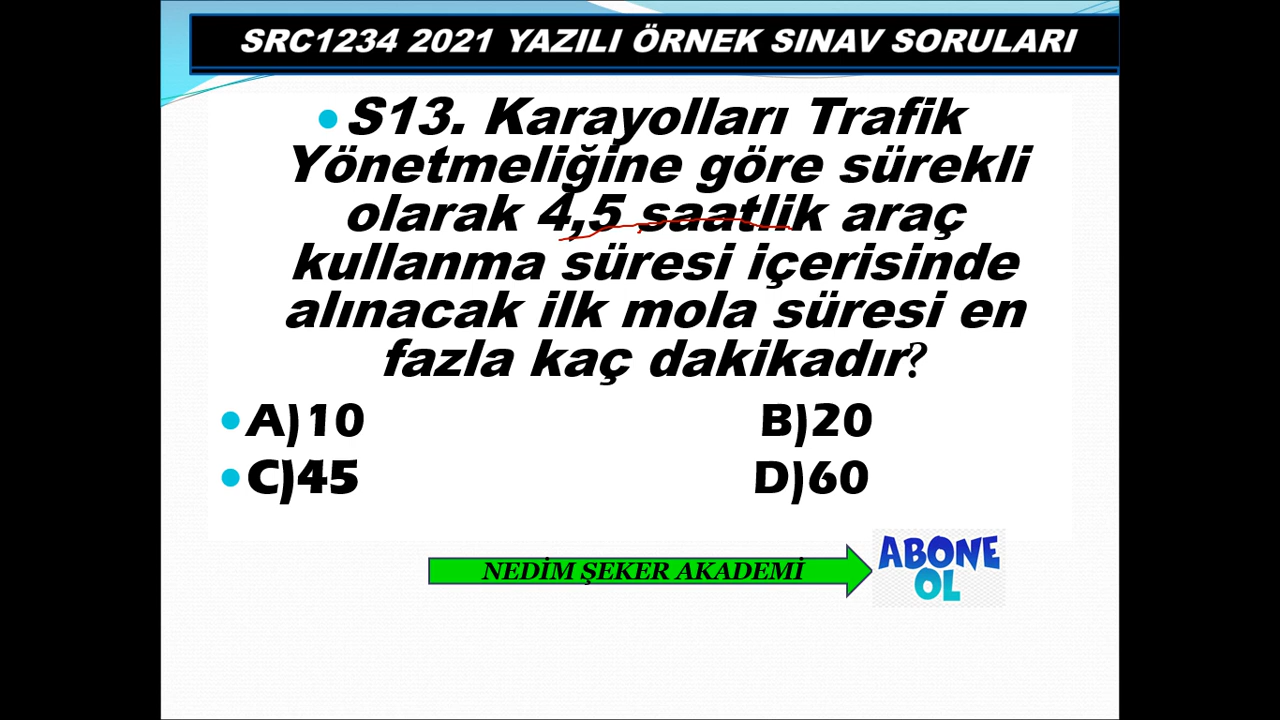 SRC1234 2021 YAZILI ÖRNEK SINAV SORULARI
S13. Karayolları Trafik
Yönetmeliğine göre sürekli
olarak 4,5 saatlik araç
kullanma süresi içerisinde
alınacak ilk mola süresi en
fazla kaç dakikadır?
A)10 B)20
C)45 D)60
NEDİM ŞEKER AKADEMİ
ABONE
OL